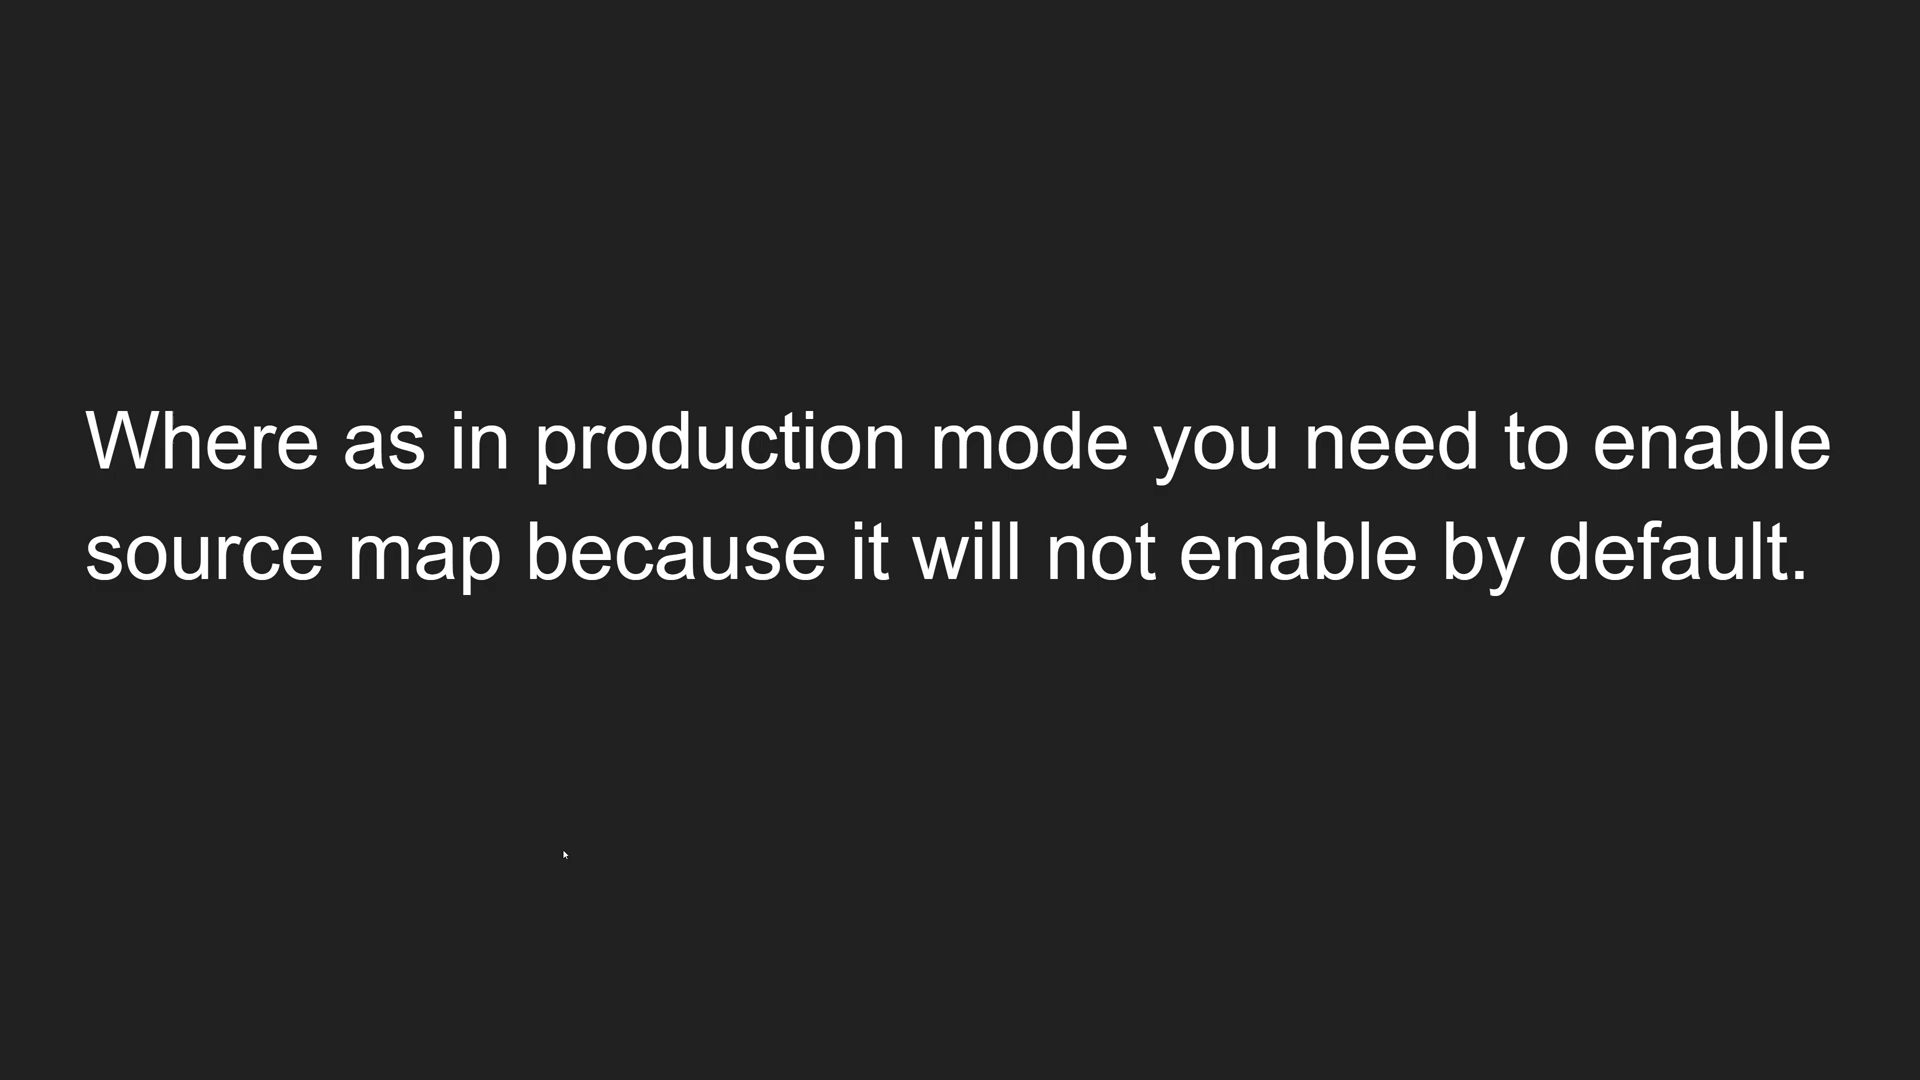 Where as in production mode you need to enable
source map because it will not enable by default.